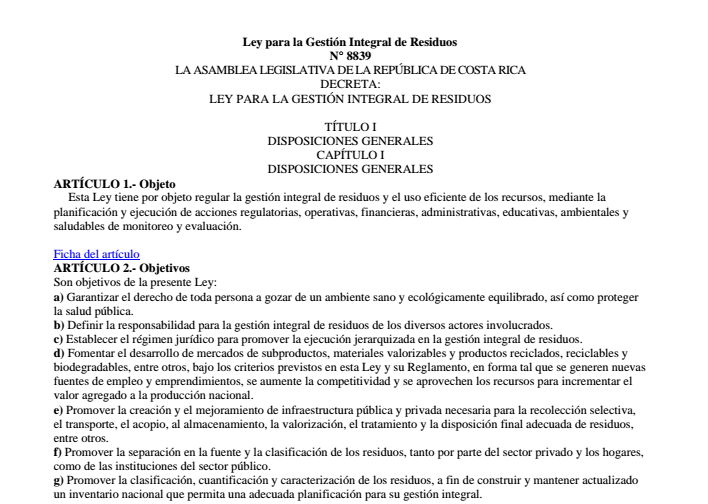 Ley para la Gestión Integral de Residuos
N° 8839
LA ASAMBLEA LEGISLATIVA DE LA REPÚBLICA DE COSTA RICA
DECRETA:
LEY PARA LA GESTIÓN INTEGRAL DE RESIDUOS
TÍTULO I
DISPOSICIONES GENERALES
CAPÍTULO I
DISPOSICIONES GENERALES
ARTÍCULO 1.- Objeto
Esta Ley tiene por objeto regular la gestión integral de residuos y el uso eficiente de los recursos, mediante la
planificación y ejecución de acciones regulatorias, operativas, financieras, administrativas, educativas, ambientales y
saludables de monitoreo y evaluación.
Ficha del artículo
ARTÍCULO 2.- Objetivos
Son objetivos de la presente Ley:
a) Garantizar el derecho de toda persona a gozar de un ambiente sano y ecológicamente equilibrado, así como proteger
la salud pública.
b) Definir la responsabilidad para la gestión integral de residuos de los diversos actores involucrados.
c) Establecer el régimen jurídico para promover la ejecución jerarquizada en la gestión integral de residuos.
d) Fomentar el desarrollo de mercados de subproductos, materiales valorizables y productos reciclados, reciclables y
biodegradables, entre otros, bajo los criterios previstos en esta Ley y su Reglamento, en forma tal que se generen nuevas
fuentes de empleo y emprendimientos, se aumente la competitividad y se aprovechen los recursos para incrementar el
valor agregado a la producción nacional.
e) Promover la creación y el mejoramiento de infraestructura pública y privada necesaria para la recolección selectiva,
el transporte, el acopio, al almacenamiento, la valorización, el tratamiento y la disposición final adecuada de residuos,
entre otros.
f) Promover la separación en la fuente y la clasificación de los residuos, tanto por parte del sector privado y los hogares,
como de las instituciones del sector público.
g) Promover la clasificación, cuantificación y caracterización de los residuos, a fin de construir y mantener actualizado
un inventario nacional que permita una adecuada planificación para su gestión integral.